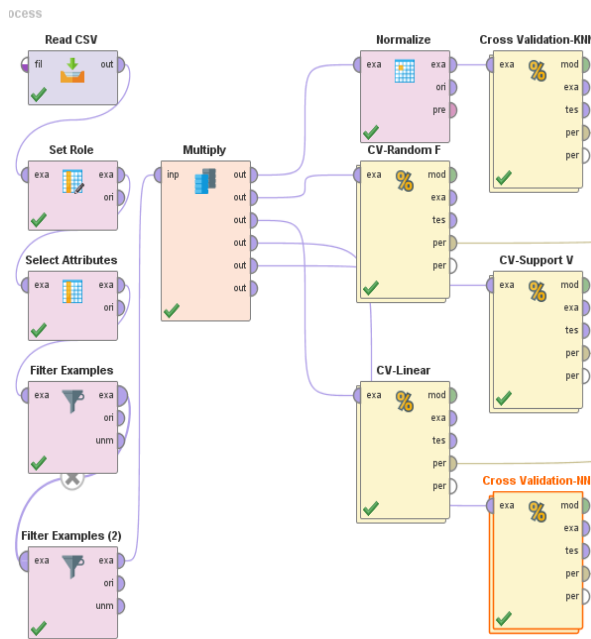 ocess
Read CSV
fil out
Set Role
exa exa
ori
Select Attributes
exa exa
ori
Filter Examples
exa exa
ori
unm
Filter Examples (2)
exa exa
ori
unm
Multiply
inp out
out
out
out
out
out
Normalize
exa exa
ori
pre
CV-Random F
exa mod
exa
tes
per
per
CV-Linear
exa mod
exa
tes
per
per
Cross Validation-KNN
exa mod
exa
tes
per
per
CV-Support V
exa mod
exa
tes
per
per
Cross Validation-NN
exa mod
exa
tes
per
per